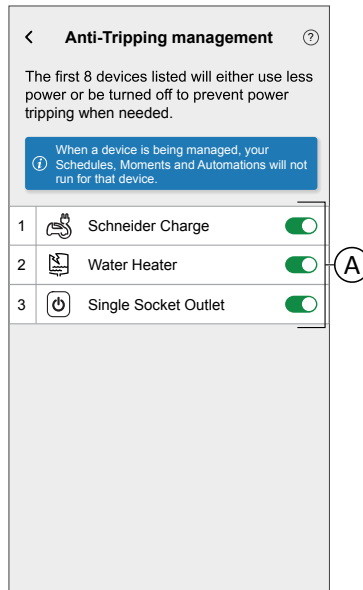 Anti-Tripping management ?
The first 8 devices listed will either use less
power or be turned off to prevent power
tripping when needed.
i When a device is being managed, your
Schedules, Moments and Automations will not
run for that device.
1 Schneider Charge
2 Water Heater
3 Single Socket Outlet
A